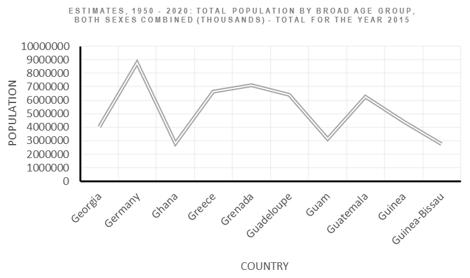 ESTIMATES, 1950 - 2020: TOTAL POPULATION BY BROAD AGE GROUP,
BOTH SEXES COMBINED (THOUSANDS) - TOTAL FOR THE YEAR 2015
POPULATION
10000000
9000000
8000000
7000000
6000000
5000000
4000000
3000000
2000000
1000000
0
Georgia
Germany
Ghana
Greece
Grenada
Guadeloupe
Guam
Guatemala
Guinea
Guinea-Bissau
COUNTRY